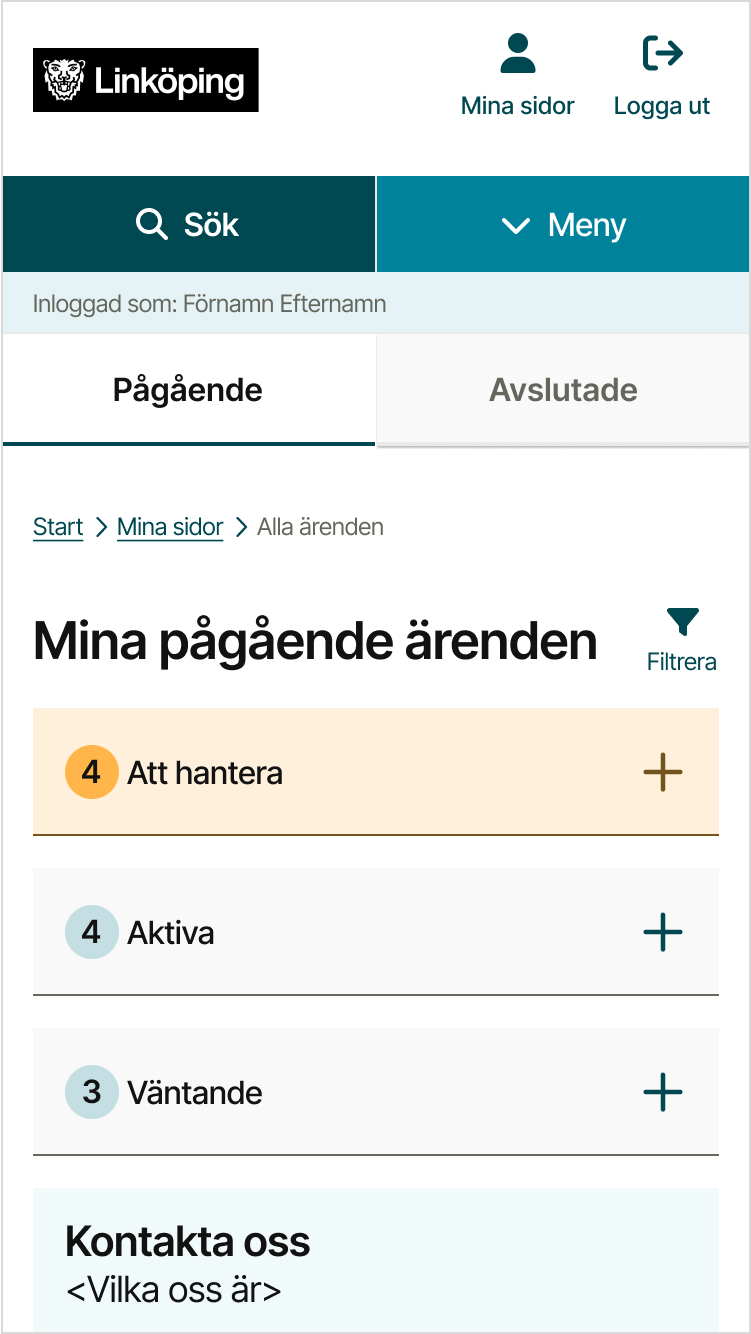 Linköping
Mina sidor
Logga ut
Sök
Meny
Inloggad som: Förnamn Efternamn
Pågående
Avslutade
Start > Mina sidor > Alla ärenden
Mina pågående ärenden
Filtrera
4 Att hantera
4 Aktiva
3 Väntande
Kontakta oss
<Vilka oss är>